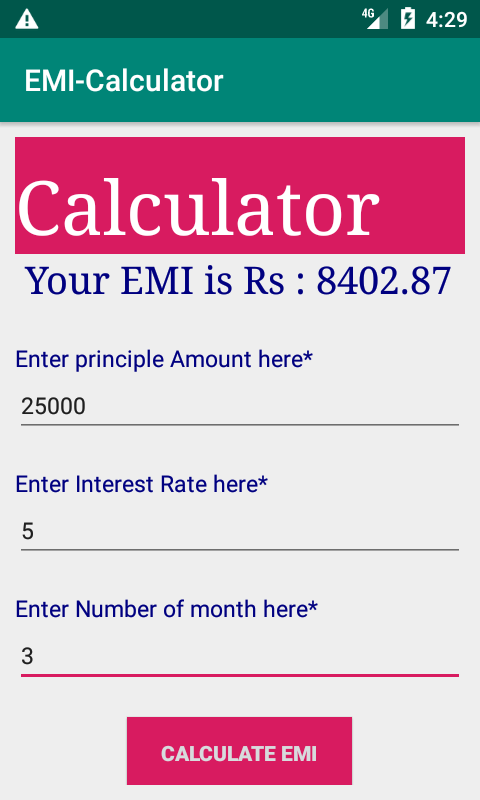 4G 4:29
EMI-Calculator
Calculator
Your EMI is Rs : 8402.87
Enter principle Amount here*
25000
Enter Interest Rate here*
5
Enter Number of month here*
3
CALCULATE EMI